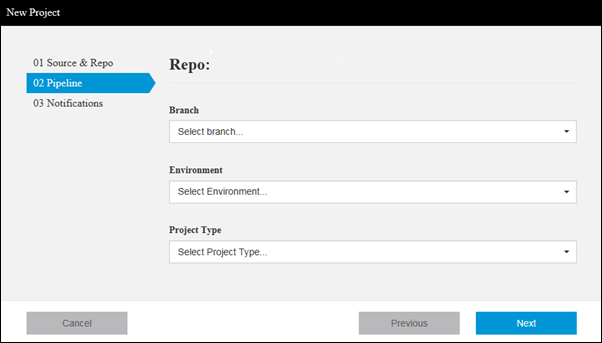 New Project
01 Source & Repo
02 Pipeline
03 Notifications
Repo:
Branch
Select branch...
Environment
Select Environment...
Project Type
Select Project Type...
Cancel
Previous
Next